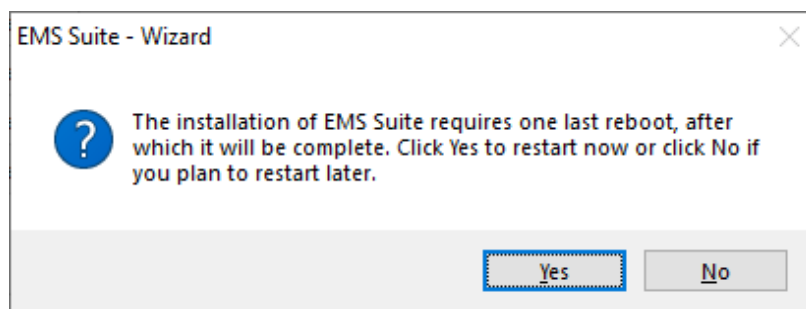 EMS Suite - Wizard
The installation of EMS Suite requires one last reboot, after
which it will be complete. Click Yes to restart now or click No if
you plan to restart later.
Yes
No